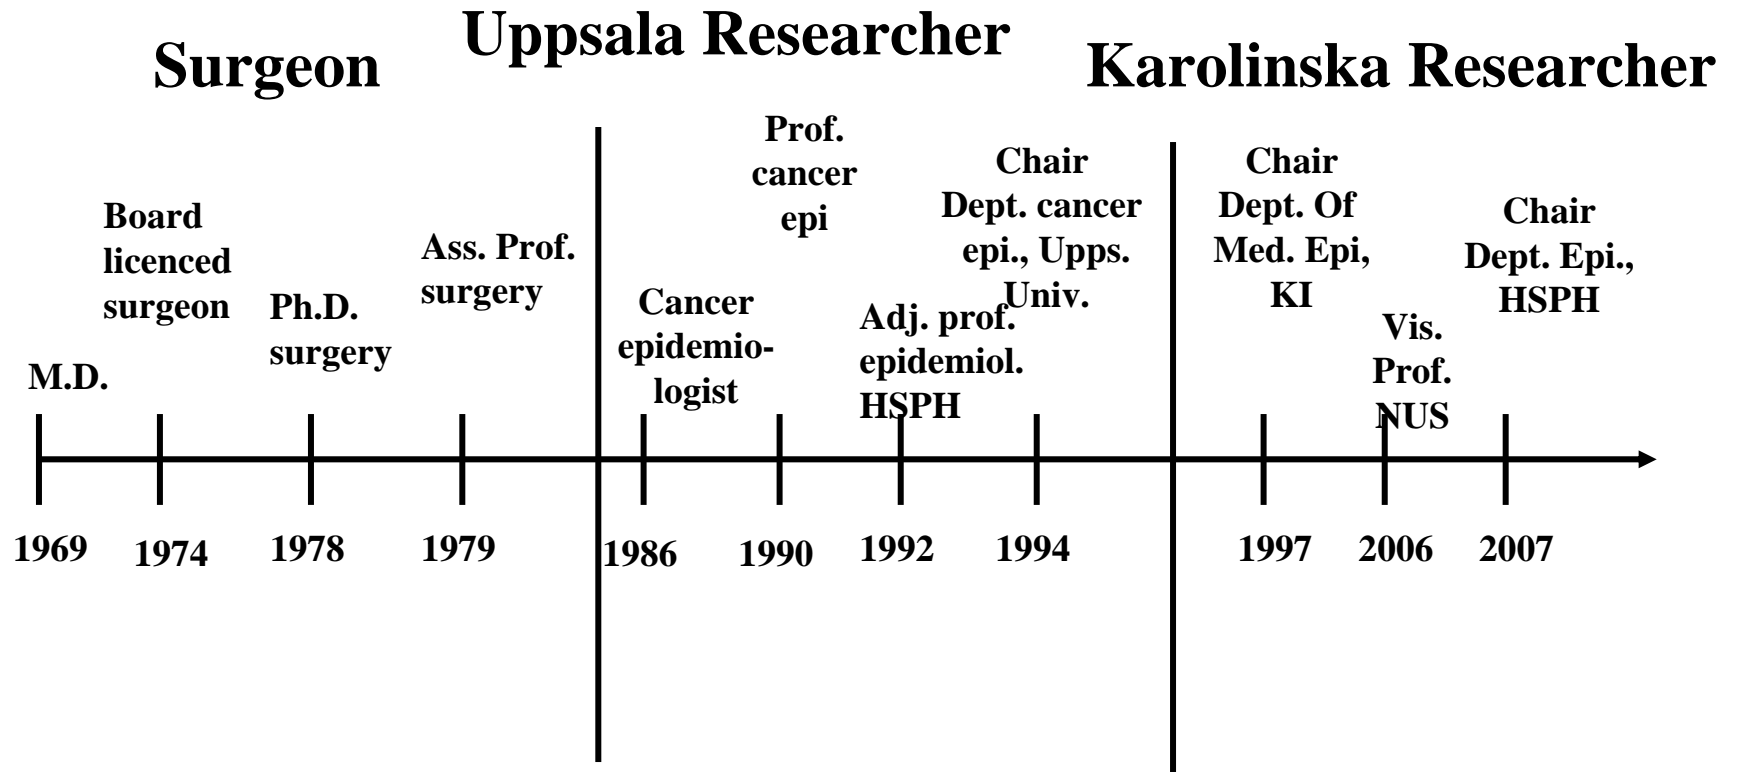 Surgeon
Uppsala Researcher
Karolinska Researcher
M.D.
Board
licenced
surgeon
Ph.D.
surgery
Ass. Prof.
surgery
Cancer
epidemio-
logist
Prof.
cancer
epi
Adj. prof.
epidemiol.
HSPH
Chair
Dept. cancer
epi., Upps.
Univ.
Chair
Dept. Of
Med. Epi,
KI
Vis.
Prof.
NUS
Chair
Dept. Epi.,
HSPH
1969
1974
1978
1979
1986
1990
1992
1994
1997
2006
2007